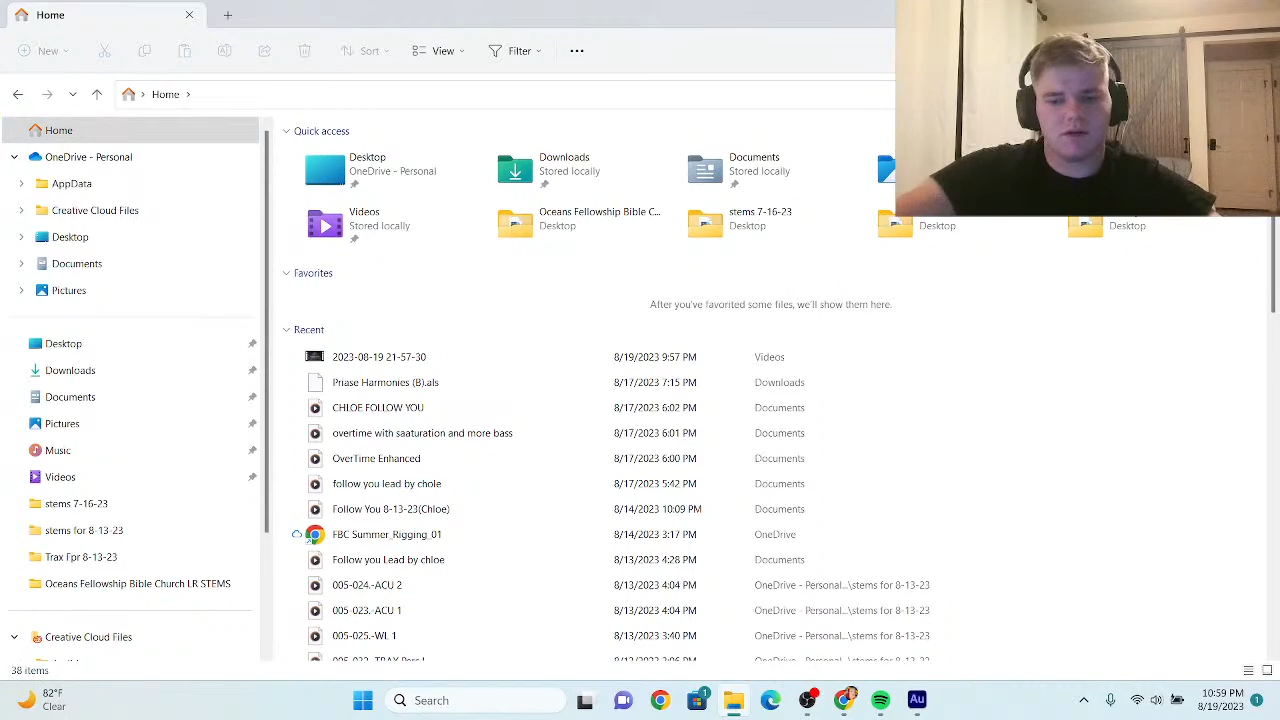 Home
New
Sort
View
Filter
Home
Home
OneDrive - Personal
AppData
Creative Cloud Files
Desktop
Documents
Pictures
Desktop
Downloads
Documents
Pictures
Music
Videos
stems 7-16-23
stems for 8-13-23
Trax Fpr 8-13-23
Oceans Fellowship Bible Church LR STEMS
Creative Cloud Files
Quick access
Desktop
OneDrive - Personal
Downloads
Stored locally
Documents
Stored locally
Videos
Stored locally
Oceans Fellowship Bible C...
Desktop
stems 7-16-23
Desktop
Desktop
Desktop
Favorites
After you've favorited some files, we'll show them here.
Recent
2023-08-19 21-57-30 8/19/2023 9:57 PM Videos
Priase Harmonies (B).als 8/17/2023 7:15 PM Downloads
CHLOE FOLLOW YOU 8/17/2023 6:02 PM Documents
overtime with saaturation and more bass 8/17/2023 6:01 PM Documents
OverTime Enhanced 8/17/2023 6:00 PM Documents
follow you lead by chole 8/17/2023 5:42 PM Documents
Follow You 8-13-23(Chloe) 8/14/2023 10:09 PM Documents
FBC Summer_Rigging_01 8/14/2023 3:17 PM OneDrive
Follow you Lead by chloe 8/13/2023 4:28 PM Documents
005-024.-ACU 2 8/13/2023 4:04 PM OneDrive - Personal...\stems for 8-13-23
005-023.-ACU 1 8/13/2023 4:04 PM OneDrive - Personal...\stems for 8-13-23
005-025.-WL 1 8/13/2023 3:40 PM OneDrive - Personal...\stems for 8-13-23
38 items
82°F
Clear
Search
1
Au
10:59 PM
8/19/2023
1